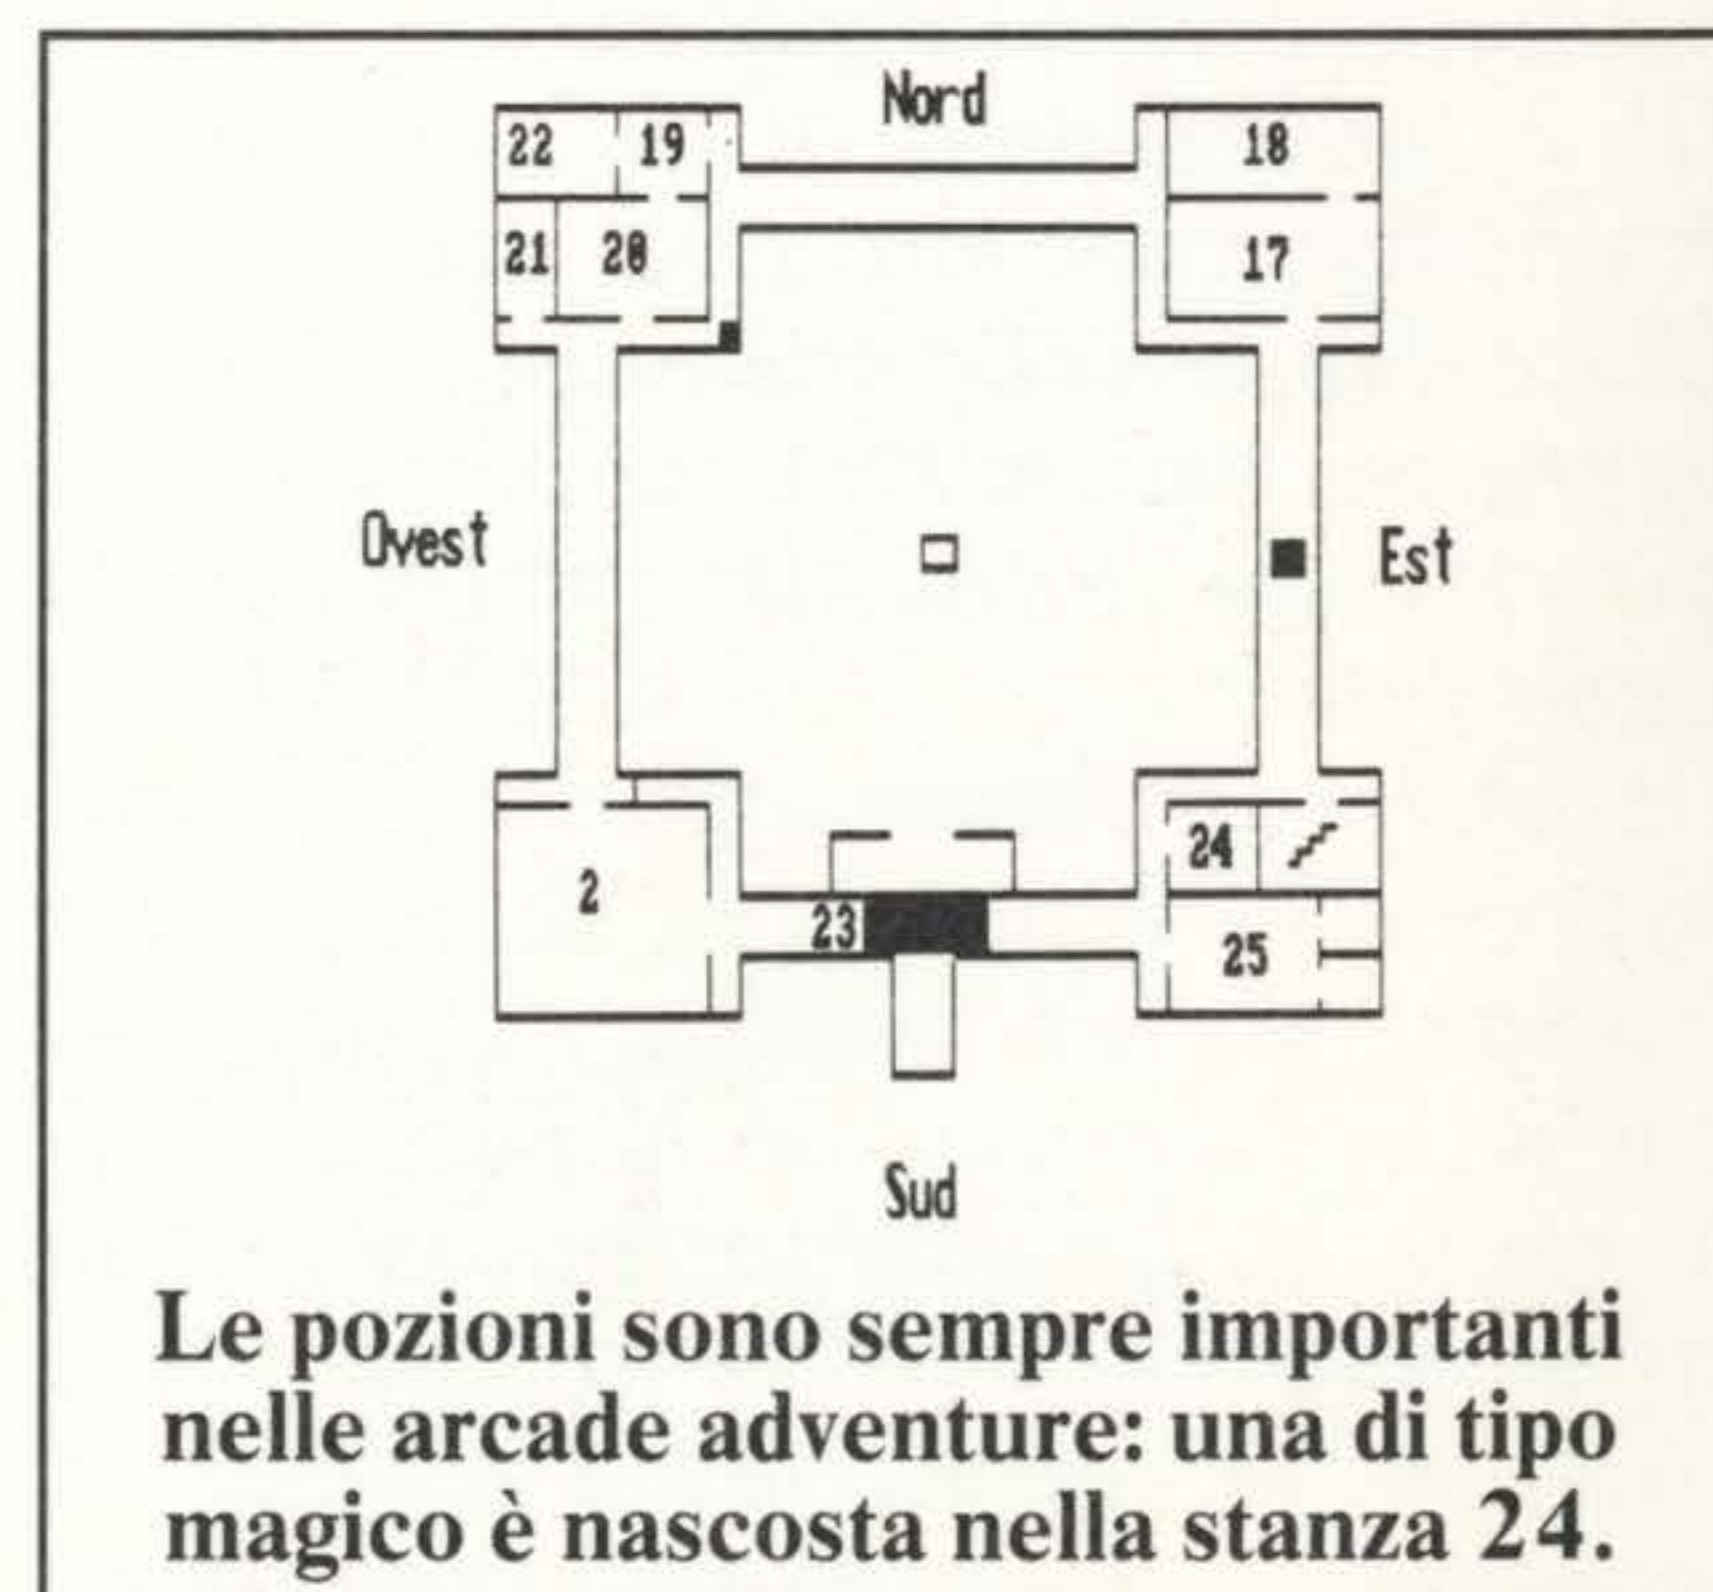 Nord
22 19 18
21 20 17
Ovest Est
2 24
23 25
Sud
Le pozioni sono sempre importanti
nelle arcade adventure: una di tipo
magico è nascosta nella stanza 24.